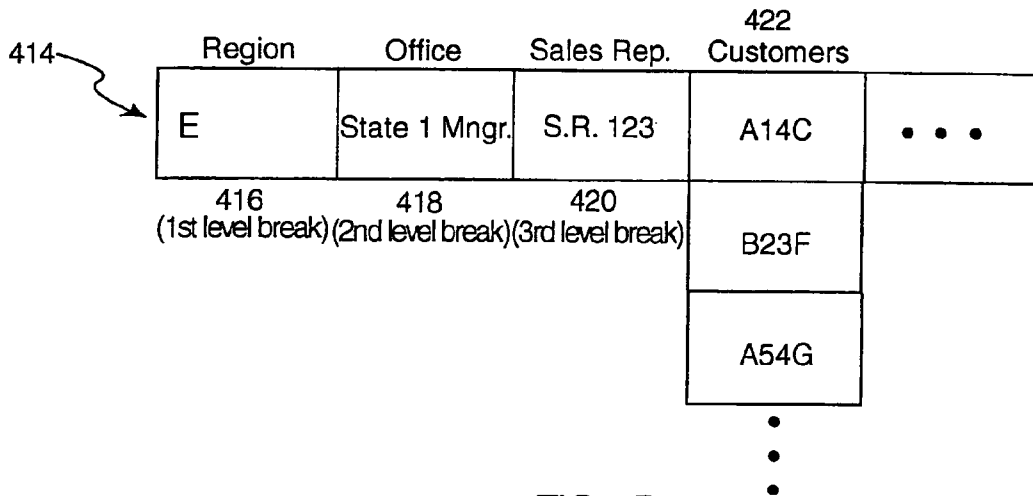 422
Region Office Sales Rep. Customers
414
E State 1 Mngr. S.R. 123 A14C • • •
416 418 420
(1st level break) (2nd level break) (3rd level break)
B23F
A54G